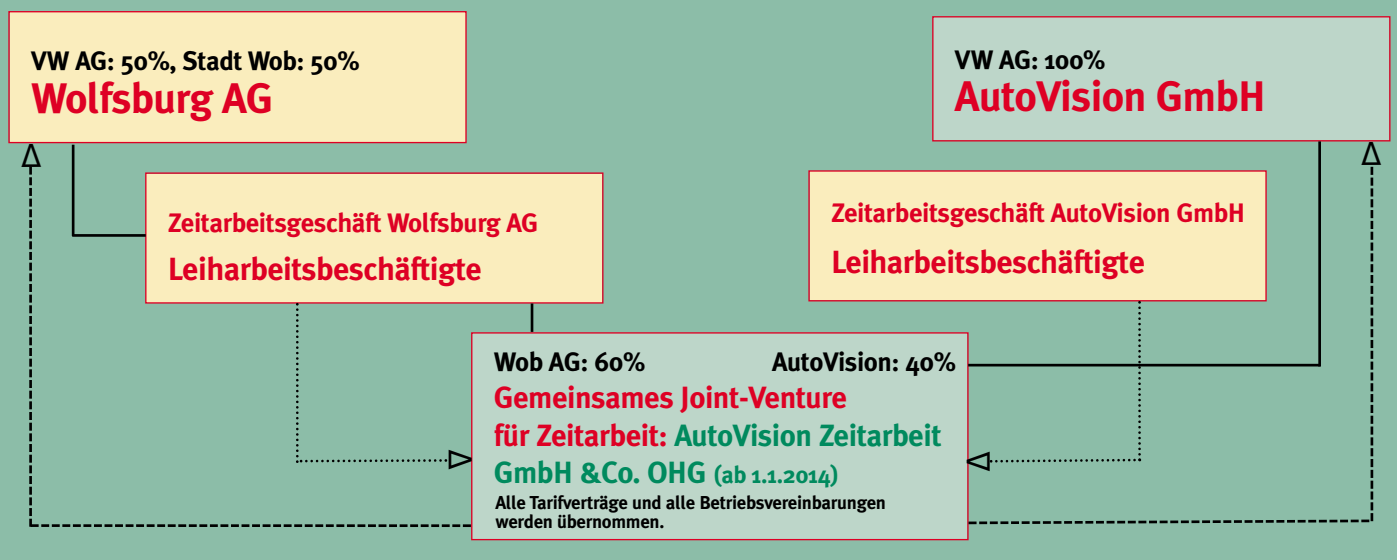 VW AG: 50%, Stadt Wob: 50%
Wolfsburg AG
VW AG: 100%
AutoVision GmbH
Zeitarbeitsgeschäft Wolfsburg AG
Leiharbeitsbeschäftigte
Zeitarbeitsgeschäft AutoVision GmbH
Leiharbeitsbeschäftigte
Wob AG: 60% AutoVision: 40%
Gemeinsames Joint-Venture
für Zeitarbeit: AutoVision Zeitarbeit
GmbH &Co. OHG (ab 1.1.2014)
Alle Tarifverträge und alle Betriebsvereinbarungen
werden übernommen.